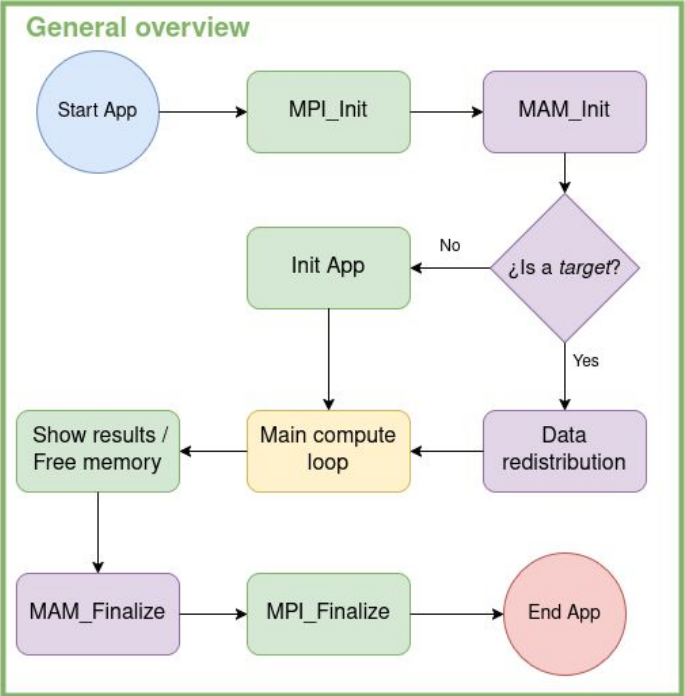 General overview
Start App
MPI_Init
MAM_Init
¿Is a target?
No
Init App
Yes
Data
redistribution
Main compute
loop
Show results /
Free memory
MAM_Finalize
MPI_Finalize
End App